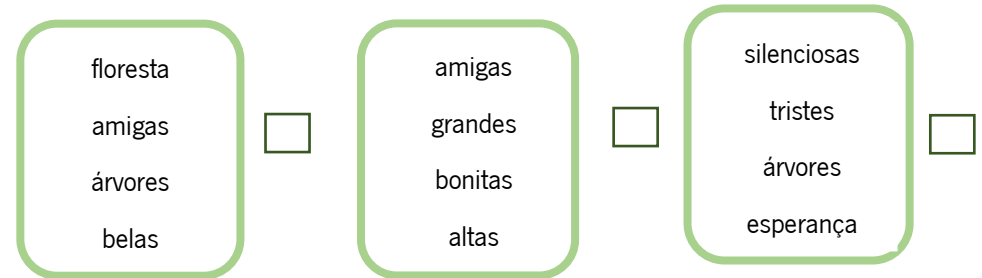 floresta
amigas
árvores
belas
amigas
grandes
bonitas
altas
silenciosas
tristes
árvores
esperança